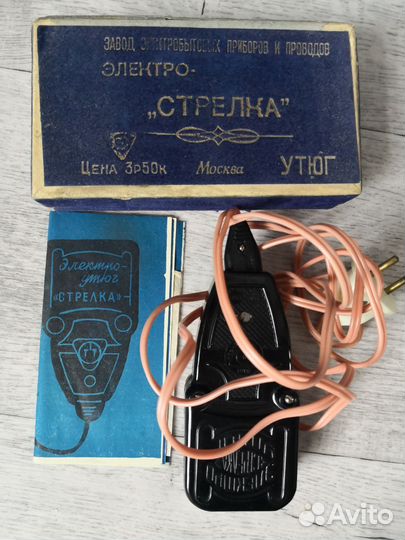 ЗАВОД ЭЛЕКТРОБЫТОВЫХ ПРИБОРОВ И ПРОВОДОВ
ЭЛЕКТРО-
„СТРЕЛКА"
ЦЕНА 3р50к Москва УТЮГ
Электро-
утюг
„СТРЕЛКА"
Avito